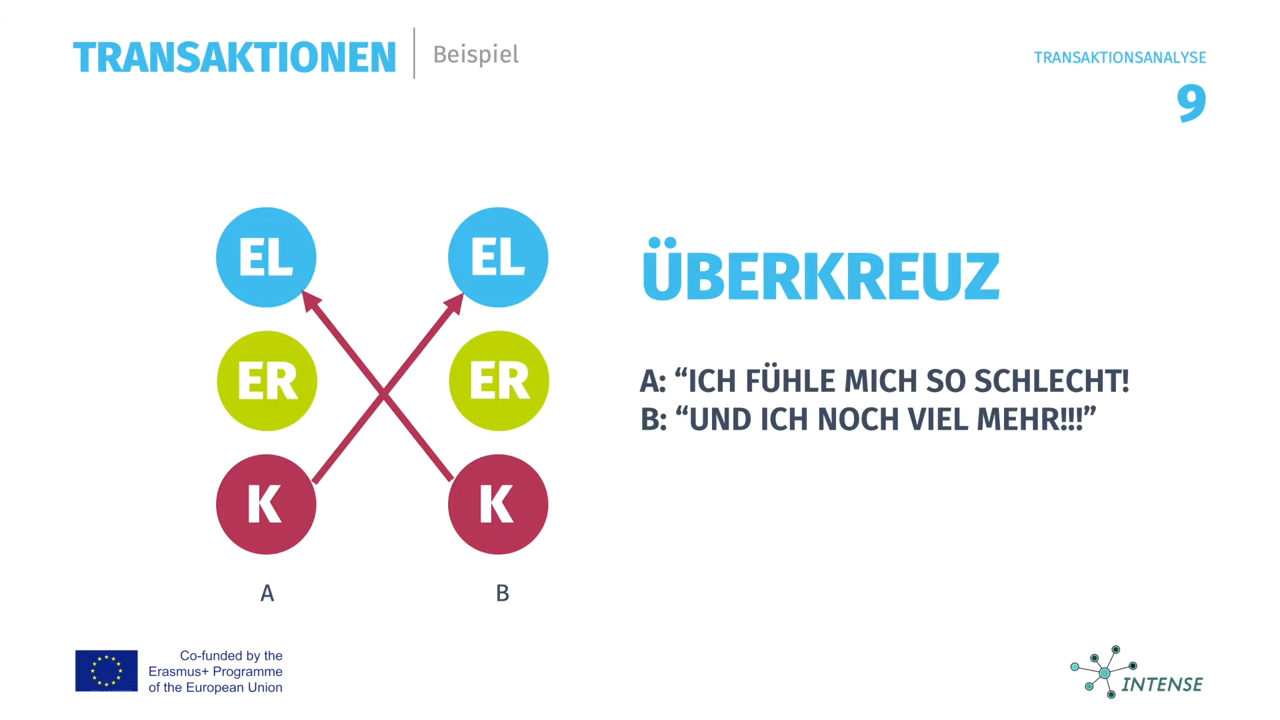 TRANSAKTIONEN
Beispiel
TRANSAKTIONSANALYSE
9
EL
EL
ER
ER
K
K
A
B
ÜBERKREUZ
A: “ICH FÜHLE MICH SO SCHLECHT!
B: “UND ICH NOCH VIEL MEHR!!!”
Co-funded by the
Erasmus+ Programme
of the European Union
INTENSE